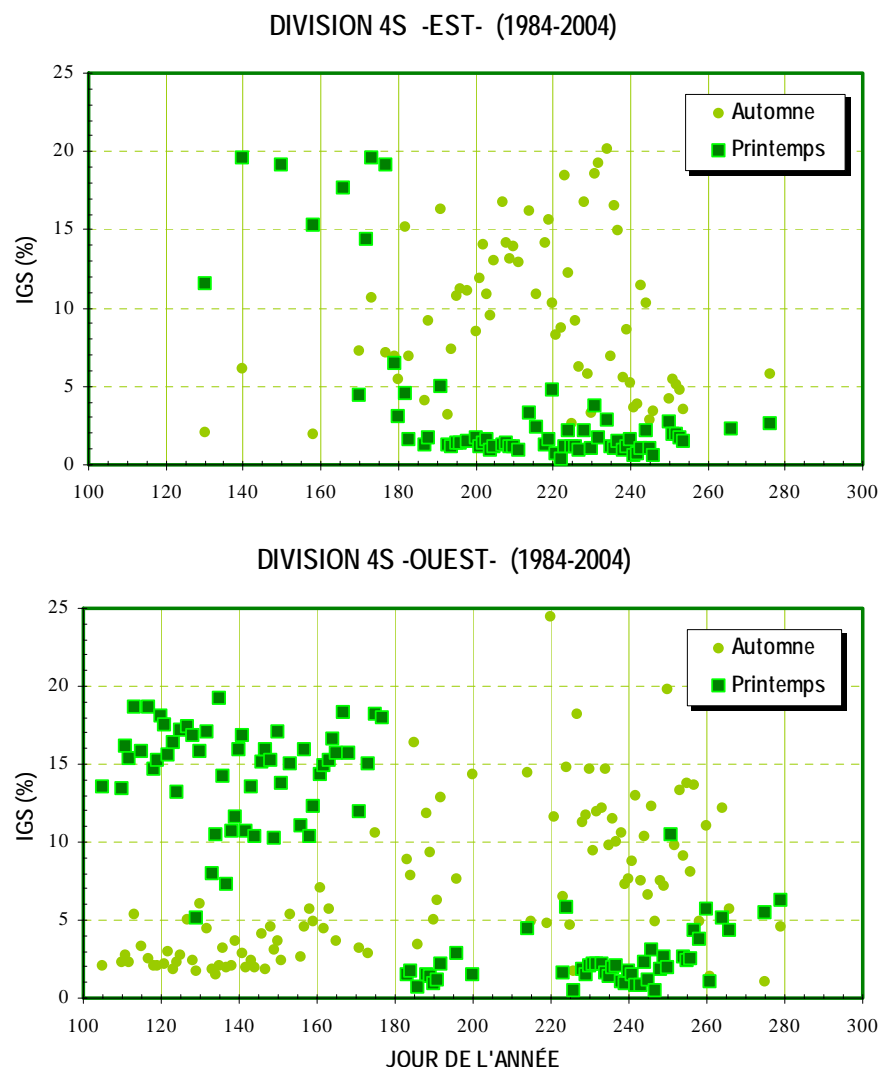 DIVISION 4S -EST- (1984-2004)
25
20
15
10
5
0
IGS (%)
Automne
Printemps
100 120 140 160 180 200 220 240 260 280 300
DIVISION 4S -OUEST- (1984-2004)
25
20
15
10
5
0
IGS (%)
Automne
Printemps
100 120 140 160 180 200 220 240 260 280 300
JOUR DE L'ANNÉE